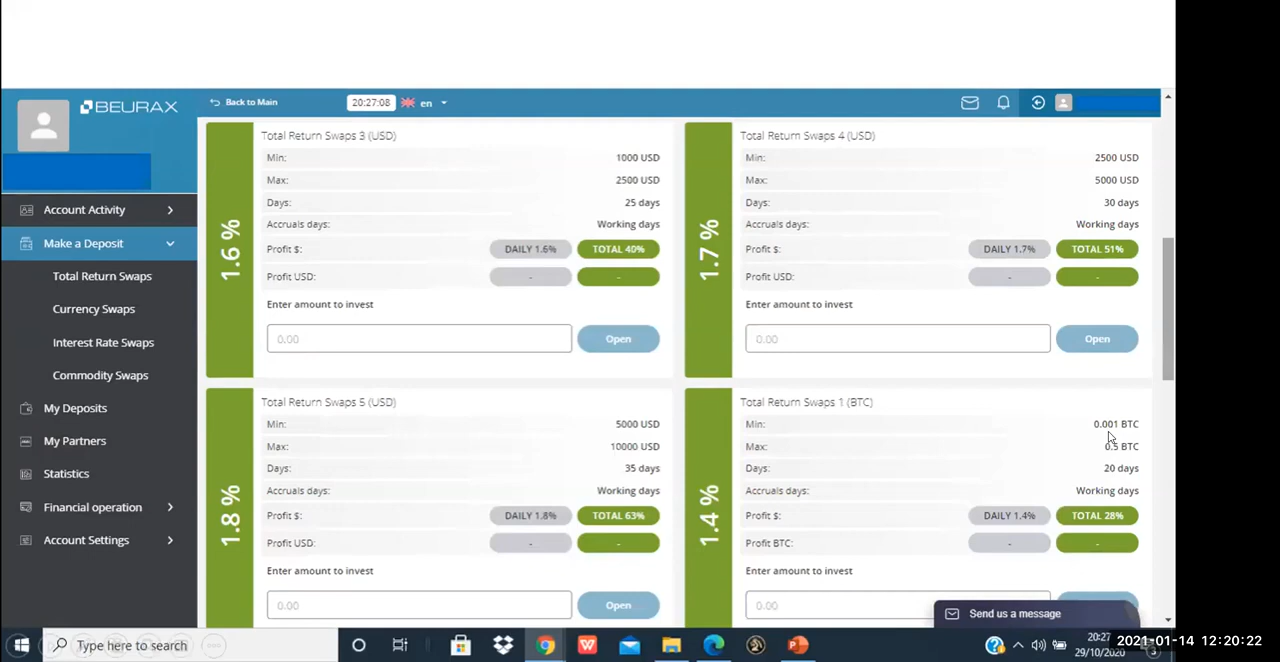 BEURAX
Back to Main
20:27:08
en
Account Activity
Make a Deposit
Total Return Swaps
Currency Swaps
Interest Rate Swaps
Commodity Swaps
My Deposits
My Partners
Statistics
Financial operation
Account Settings
1.6 %
Total Return Swaps 3 (USD)
Min: 1000 USD
Max: 2500 USD
Days: 25 days
Accruals days: Working days
Profit $: DAILY 1.6% TOTAL 40%
Profit USD: - -
Enter amount to invest
0.00 Open
1.7 %
Total Return Swaps 4 (USD)
Min: 2500 USD
Max: 5000 USD
Days: 30 days
Accruals days: Working days
Profit $: DAILY 1.7% TOTAL 51%
Profit USD: - -
Enter amount to invest
0.00 Open
1.8 %
Total Return Swaps 5 (USD)
Min: 5000 USD
Max: 10000 USD
Days: 35 days
Accruals days: Working days
Profit $: DAILY 1.8% TOTAL 63%
Profit USD: - -
Enter amount to invest
0.00 Open
1.4 %
Total Return Swaps 1 (BTC)
Min: 0.001 BTC
Max: 0.5 BTC
Days: 20 days
Accruals days: Working days
Profit $: DAILY 1.4% TOTAL 28%
Profit BTC: - -
Enter amount to invest
0.00
Send us a message
Type here to search
20:27
29/10/2020
2021-01-14 12:20:22